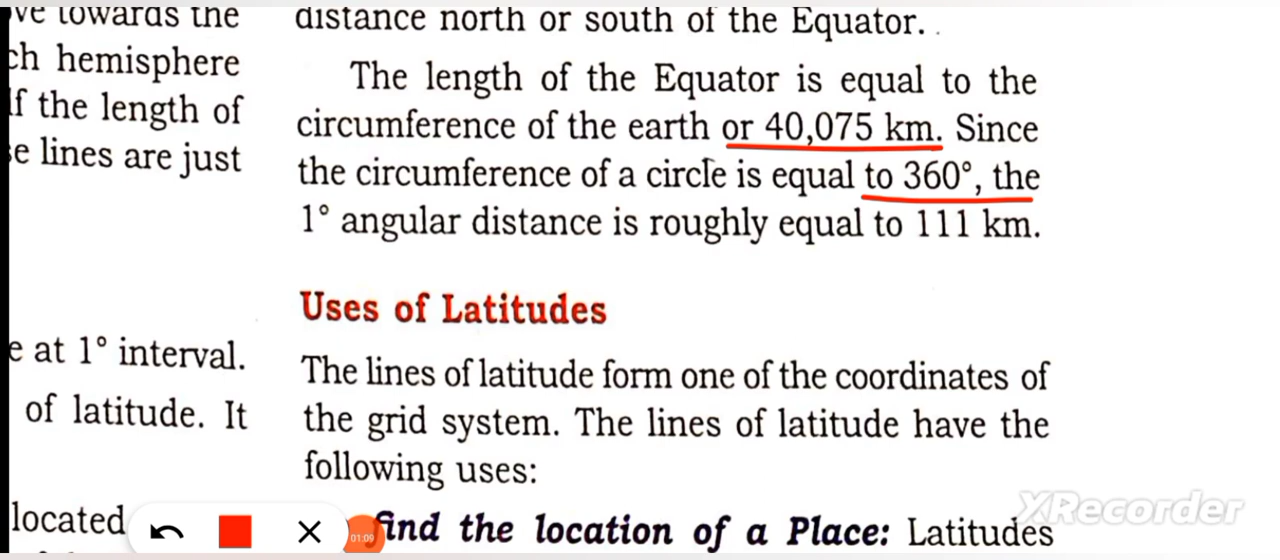 ve towards the
ch hemisphere
If the length of
se lines are just
e at 1° interval.
of latitude. It
located
distance north or south of the Equator.
The length of the Equator is equal to the
circumference of the earth or 40,075 km. Since
the circumference of a circle is equal to 360°, the
1° angular distance is roughly equal to 111 km.
Uses of Latitudes
The lines of latitude form one of the coordinates of
the grid system. The lines of latitude have the
following uses:
find the location of a Place: Latitudes
01:09
XRecorder